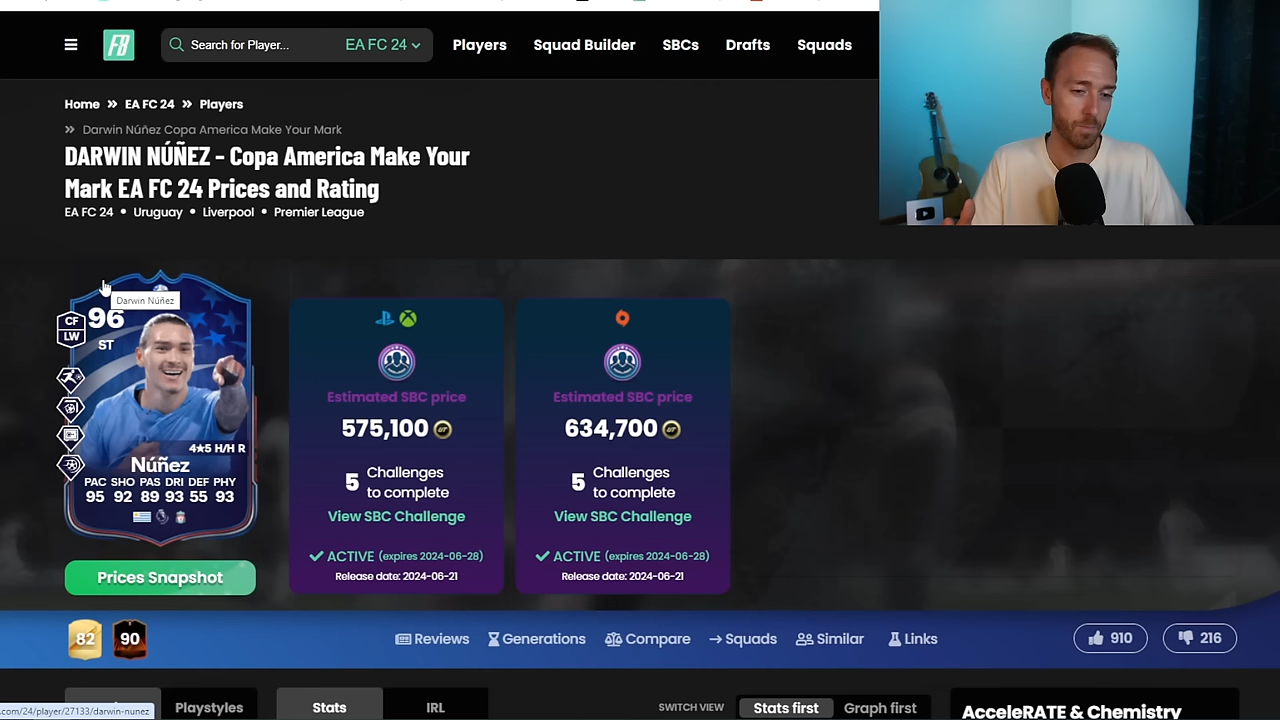 FB
Search for Player...
EA FC 24
Players
Squad Builder
SBCs
Drafts
Squads
Home » EA FC 24 » Players
» Darwin Núñez Copa America Make Your Mark
DARWIN NÚÑEZ - Copa America Make Your
Mark EA FC 24 Prices and Rating
EA FC 24 • Uruguay • Liverpool • Premier League
Darwin Núñez
96
ST
CF
LW
4★5 H/H R
Núñez
PAC SHO PAS DRI DEF PHY
95 92 89 93 55 93
Prices Snapshot
Estimated SBC price
575,100
5 Challenges
to complete
View SBC Challenge
ACTIVE (expires 2024-06-28)
Release date: 2024-06-21
Estimated SBC price
634,700
5 Challenges
to complete
View SBC Challenge
ACTIVE (expires 2024-06-28)
Release date: 2024-06-21
82
90
Reviews
Generations
Compare
Squads
Similar
Links
910
216
Playstyles
Stats
IRL
SWITCH VIEW
Stats first
Graph first
AcceleRATE & Chemistry
.com/24/player/27133/darwin-nunez